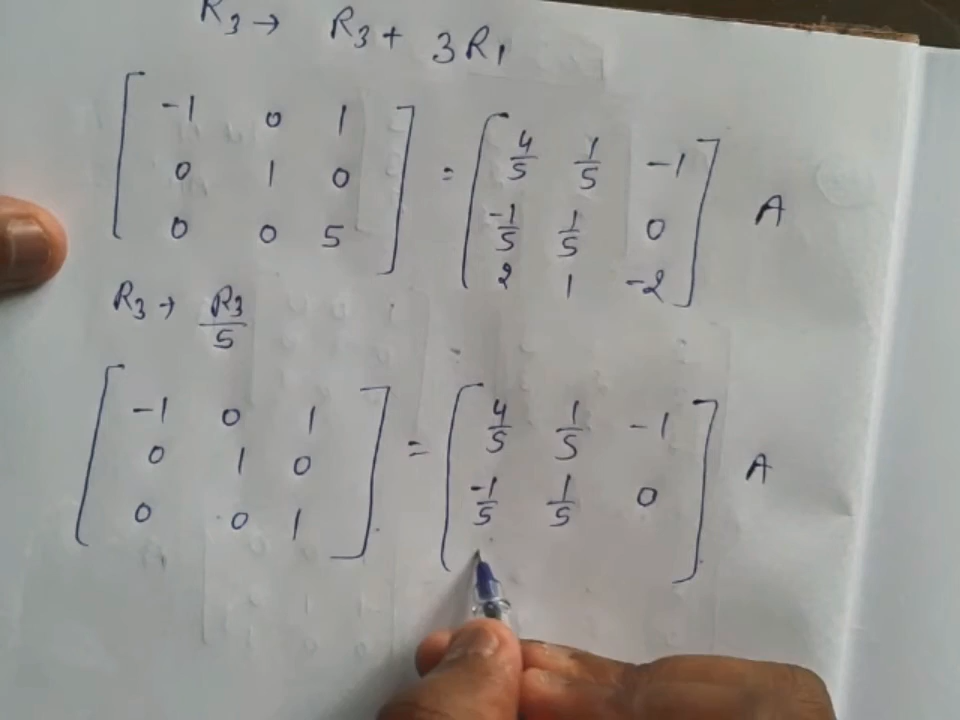 R3 → R3 + 3R1
[ -1 0 1 ] = [ 4/5 1/5 -1 ] A
[ 0 1 0 ] [ -1/5 1/5 0 ]
[ 0 0 5 ] [ 2 1 -2 ]
R3 → R3/5
[ -1 0 1 ] = [ 4/5 1/5 -1 ] A
[ 0 1 0 ] [ -1/5 1/5 0 ]
[ 0 0 1 ] [ ]